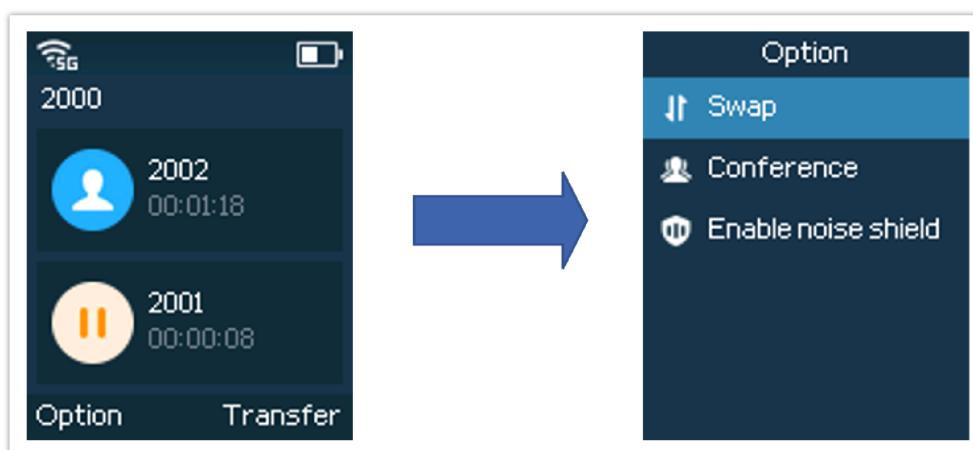 5G
2000
2002
00:01:18
2001
00:00:08
Option Transfer
Option
Swap
Conference
Enable noise shield